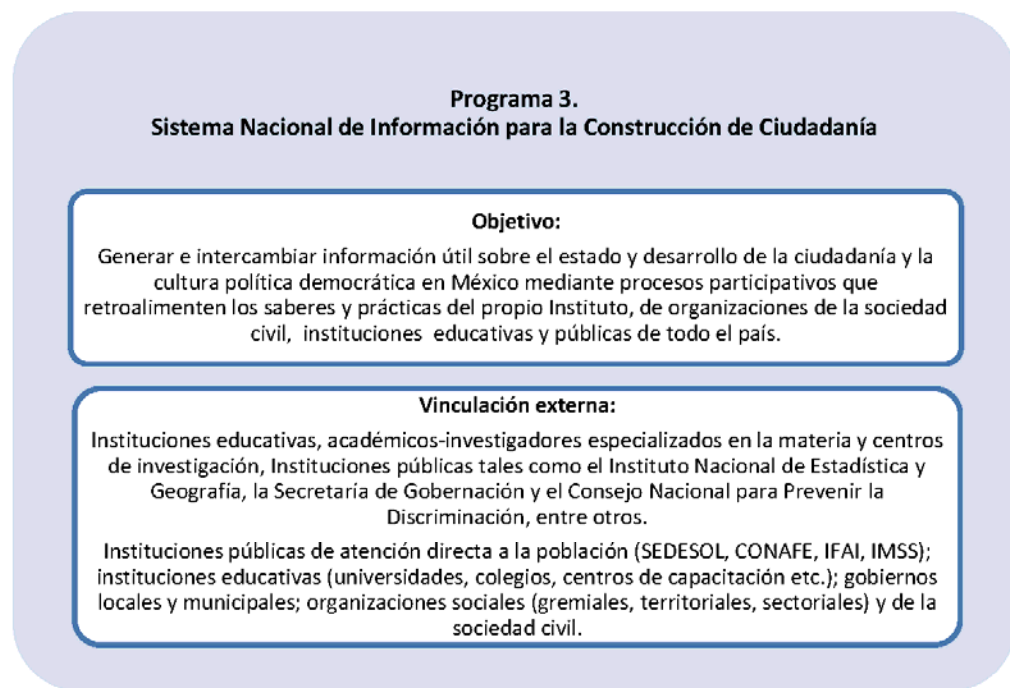 Programa 3.
Sistema Nacional de Información para la Construcción de Ciudadanía
Objetivo:
Generar e intercambiar información útil sobre el estado y desarrollo de la ciudadanía y la
cultura política democrática en México mediante procesos participativos que
retroalimenten los saberes y prácticas del propio Instituto, de organizaciones de la sociedad
civil, instituciones educativas y públicas de todo el país.
Vinculación externa:
Instituciones educativas, académicos-investigadores especializados en la materia y centros
de investigación, Instituciones públicas tales como el Instituto Nacional de Estadística y
Geografía, la Secretaría de Gobernación y el Consejo Nacional para Prevenir la
Discriminación, entre otros.
Instituciones públicas de atención directa a la población (SEDESOL, CONAFE, IFAI, IMSS);
instituciones educativas (universidades, colegios, centros de capacitación etc.); gobiernos
locales y municipales; organizaciones sociales (gremiales, territoriales, sectoriales) y de la
sociedad civil.